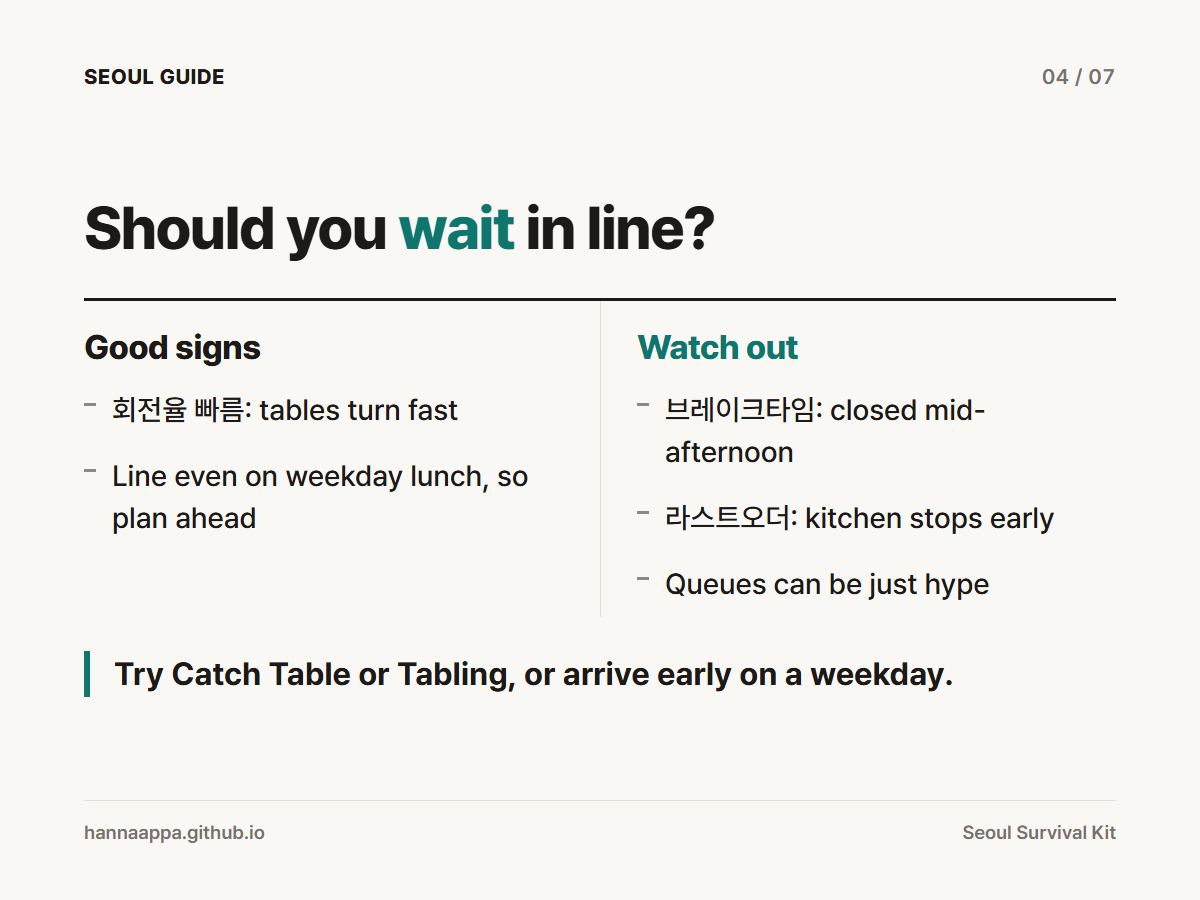 SEOUL GUIDE
04 / 07
Should you wait in line?
Good signs
– 회전율 빠름: tables turn fast
– Line even on weekday lunch, so
plan ahead
Watch out
– 브레이크타임: closed mid-
afternoon
– 라스트오더: kitchen stops early
– Queues can be just hype
Try Catch Table or Tabling, or arrive early on a weekday.
hannaappa.github.io
Seoul Survival Kit